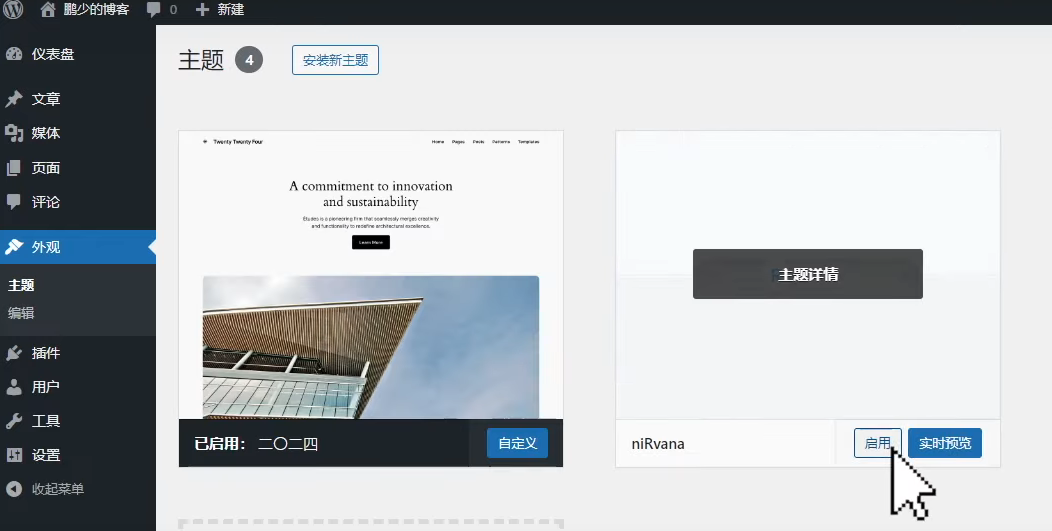 鹏少的博客 0 新建
仪表盘
文章
媒体
页面
评论
外观
主题
编辑
插件
用户
工具
设置
收起菜单
主题 4 安装新主题
Twenty Twenty Four Home Pages Posts Patterns Templates
A commitment to innovation
and sustainability
Études is a pioneering firm that seamlessly merges creativity
and functionality to redefine architectural excellence.
Learn More
已启用： 二〇二四 自定义
主题详情
niRvana 启用 实时预览